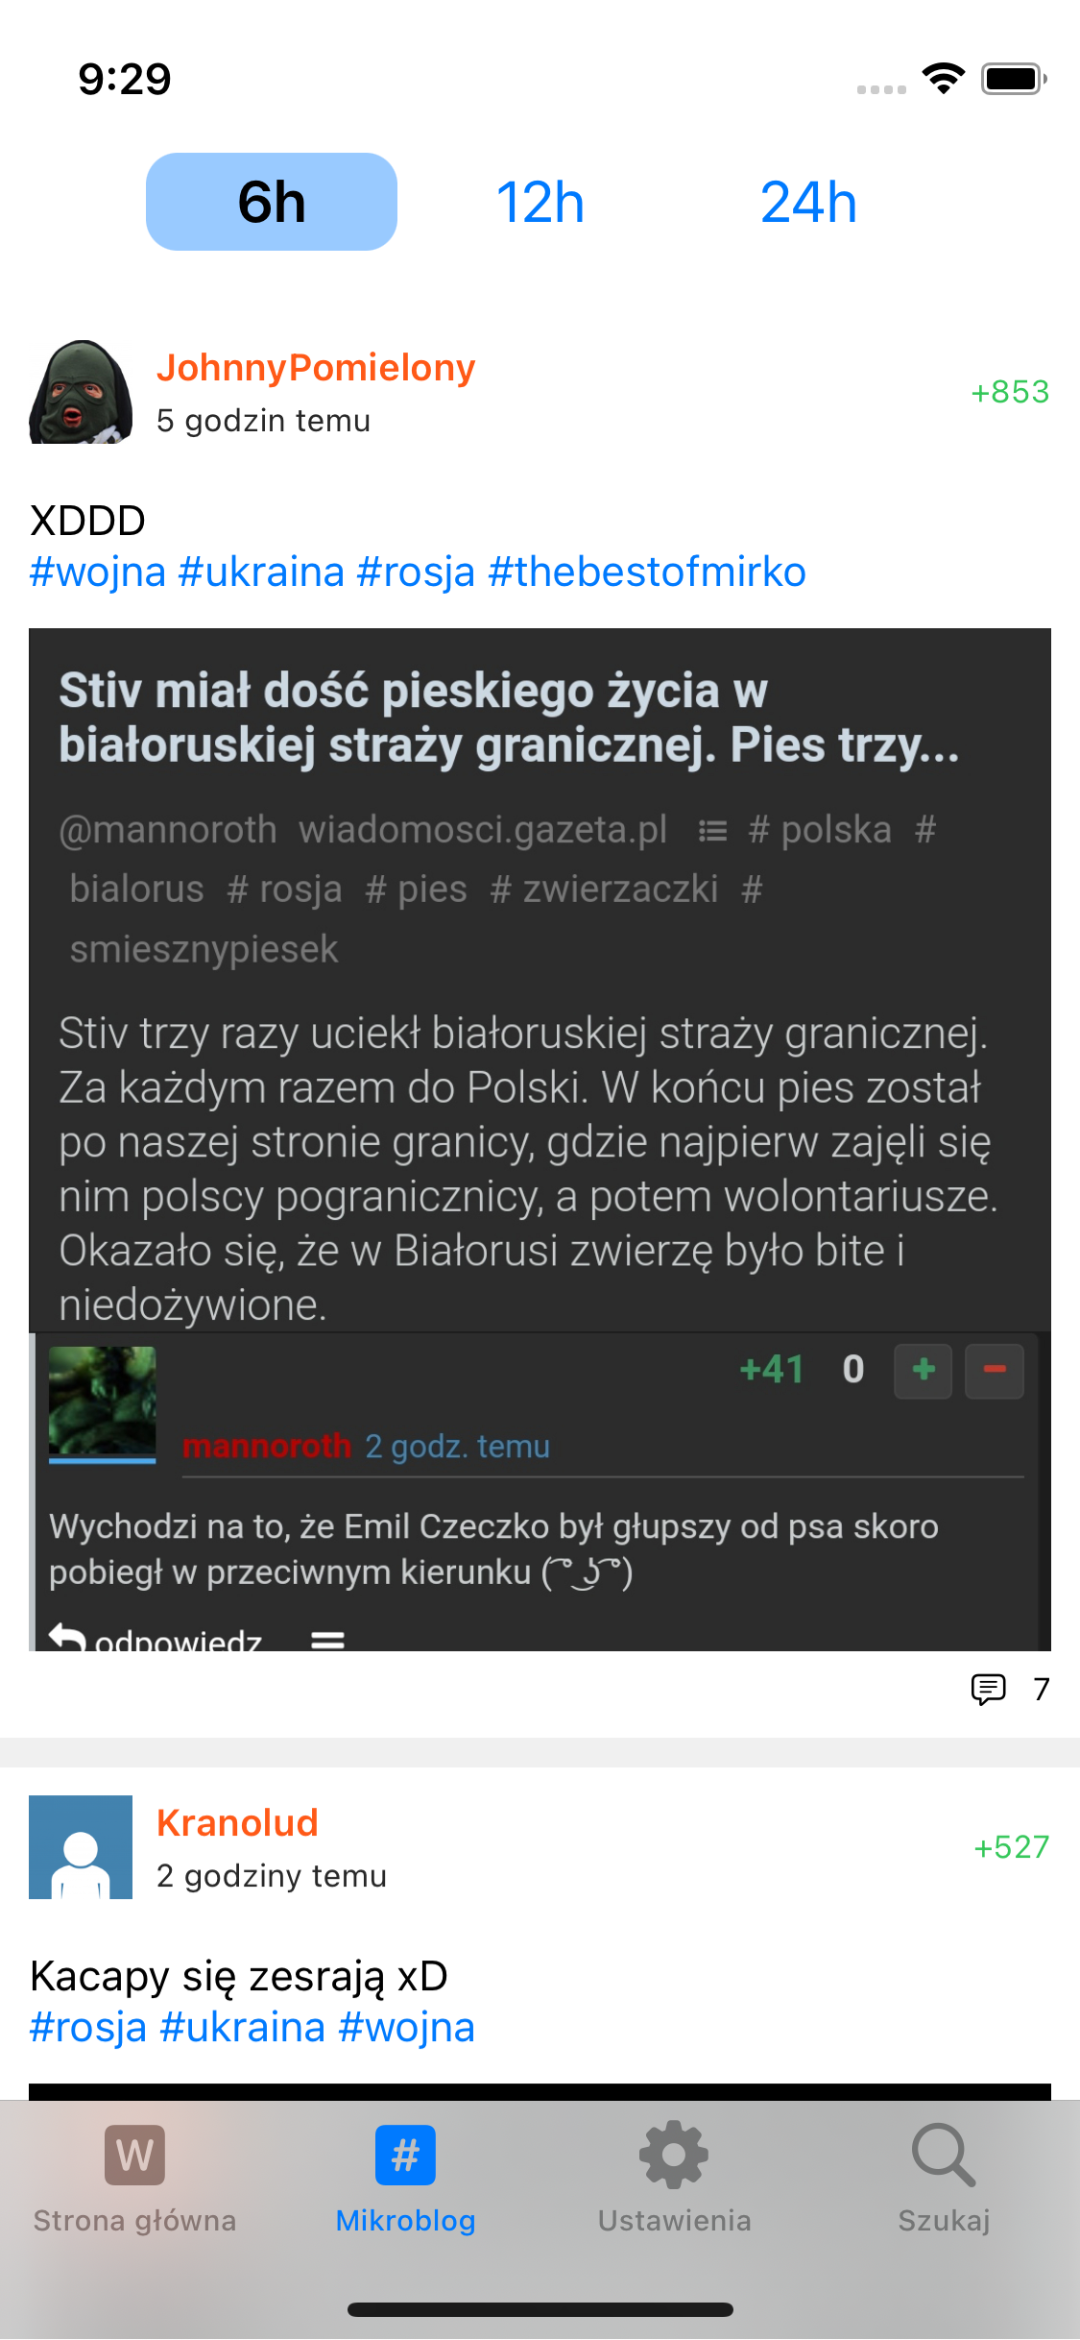 9:29
6h 12h 24h
JohnnyPomielony
5 godzin temu
+853
XDDD
#wojna #ukraina #rosja #thebestofmirko
Stiv miał dość pieskiego życia w
białoruskiej straży granicznej. Pies trzy...
@mannoroth wiadomosci.gazeta.pl # polska #
bialorus # rosja # pies # zwierzaczki #
smiesznypiesek
Stiv trzy razy uciekł białoruskiej straży granicznej.
Za każdym razem do Polski. W końcu pies został
po naszej stronie granicy, gdzie najpierw zajęli się
nim polscy pogranicznicy, a potem wolontariusze.
Okazało się, że w Białorusi zwierzę było bite i
niedożywione.
+41 0 + −
mannoroth 2 godz. temu
Wychodzi na to, że Emil Czeczko był głupszy od psa skoro
pobiegł w przeciwnym kierunku ( ͡° ͜ʖ ͡°)
odpowiedz
7
Kranolud
2 godziny temu
+527
Kacapy się zesrają xD
#rosja #ukraina #wojna
W #
Strona główna Mikroblog Ustawienia Szukaj